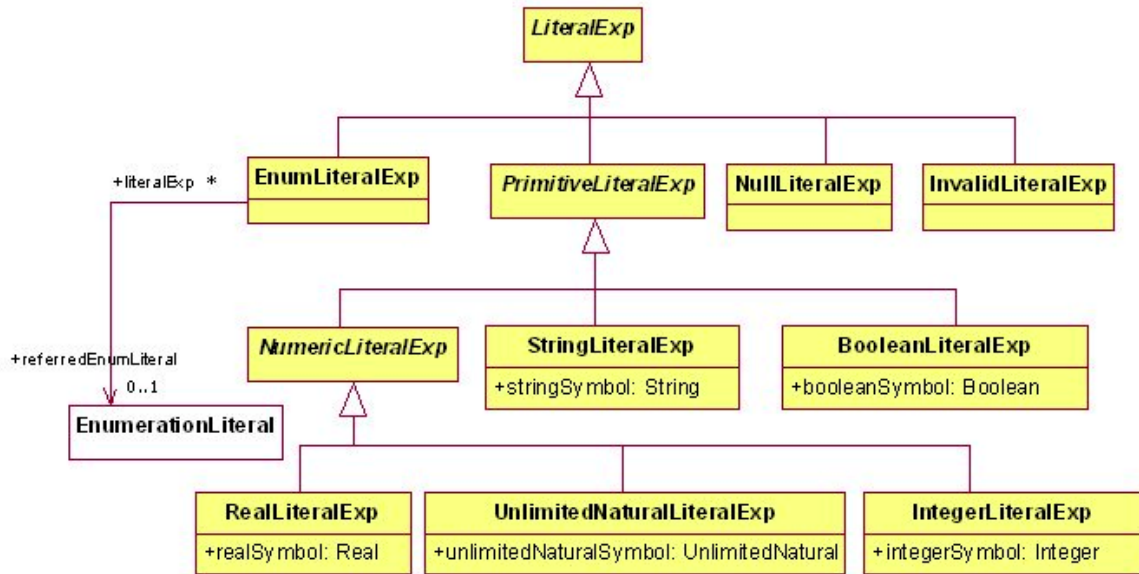 LiteralExp
+literalExp *
EnumLiteralExp
PrimitiveLiteralExp
NullLiteralExp
InvalidLiteralExp
+referredEnumLiteral
0..1
EnumerationLiteral
NumericLiteralExp
StringLiteralExp
+stringSymbol: String
BooleanLiteralExp
+booleanSymbol: Boolean
RealLiteralExp
+realSymbol: Real
UnlimitedNaturalLiteralExp
+unlimitedNaturalSymbol: UnlimitedNatural
IntegerLiteralExp
+integerSymbol: Integer